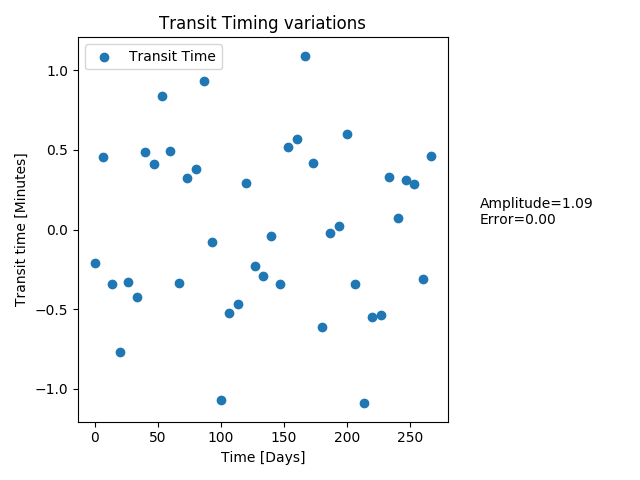 Transit Timing variations
Transit Time
1.0
0.5
0.0
−0.5
−1.0
Transit time [Minutes]
0 50 100 150 200 250
Time [Days]
Amplitude=1.09
Error=0.00